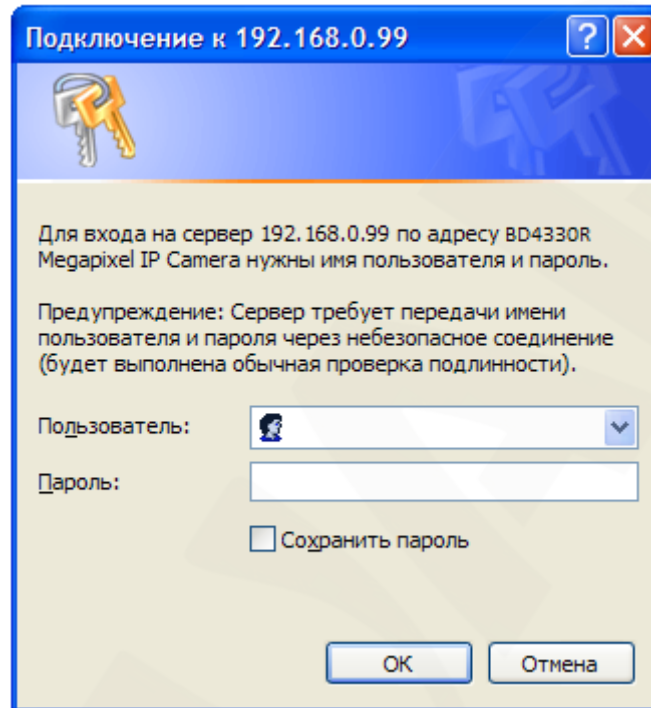 Подключение к 192.168.0.99
Для входа на сервер 192.168.0.99 по адресу BD4330R
Megapixel IP Camera нужны имя пользователя и пароль.
Предупреждение: Сервер требует передачи имени
пользователя и пароля через небезопасное соединение
(будет выполнена обычная проверка подлинности).
Пользователь:
Пароль:
Сохранить пароль
ОК
Отмена